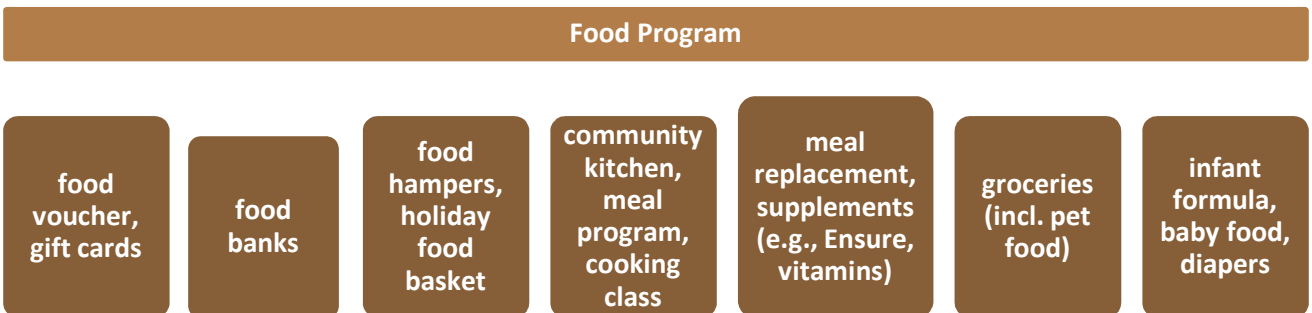 Food Program
food
voucher,
gift cards
food
banks
food
hampers,
holiday
food
basket
community
kitchen,
meal
program,
cooking
class
meal
replacement,
supplements
(e.g., Ensure,
vitamins)
groceries
(incl. pet
food)
infant
formula,
baby food,
diapers